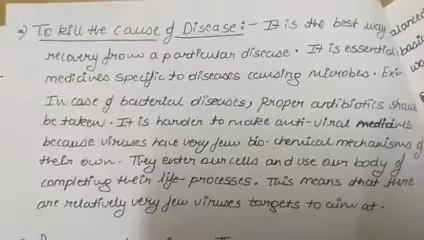 To kill the cause of Disease:- It is the best way
recovery from a particular disease. It is essential,
medicines specific to diseases causing microbes.
In case of bacterial diseases, proper antibiotics
be taken. It is harder to make anti-viral medicines
because viruses have very few bio-chemical mechanisms of
their own. They enter our cells and use our body of
completing their life-processes. This means that there
are relatively very few viruses targets to aim at.